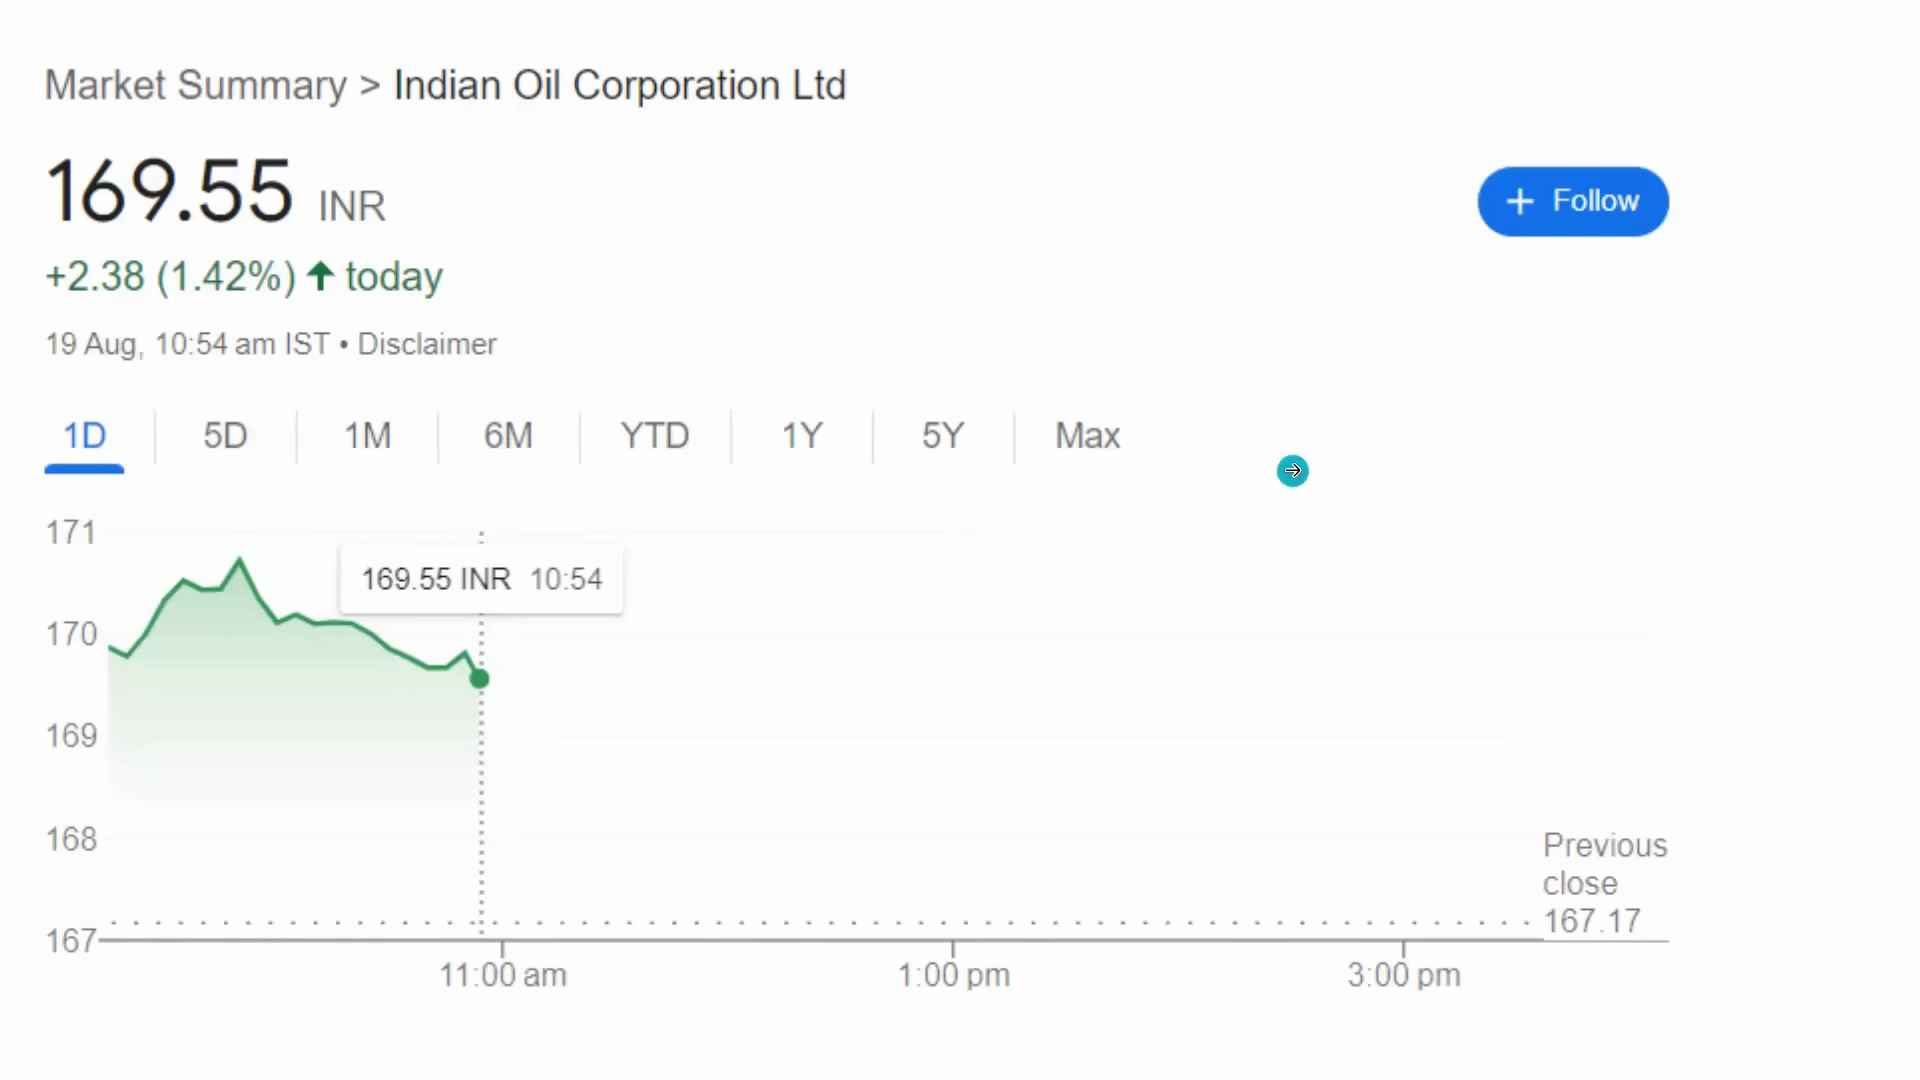 Market Summary > Indian Oil Corporation Ltd
169.55 INR
+ Follow
+2.38 (1.42%) ↑ today
19 Aug, 10:54 am IST • Disclaimer
1D 5D 1M 6M YTD 1Y 5Y Max
171
169.55 INR 10:54
170
169
168
Previous
close
167.17
167
11:00 am 1:00 pm 3:00 pm